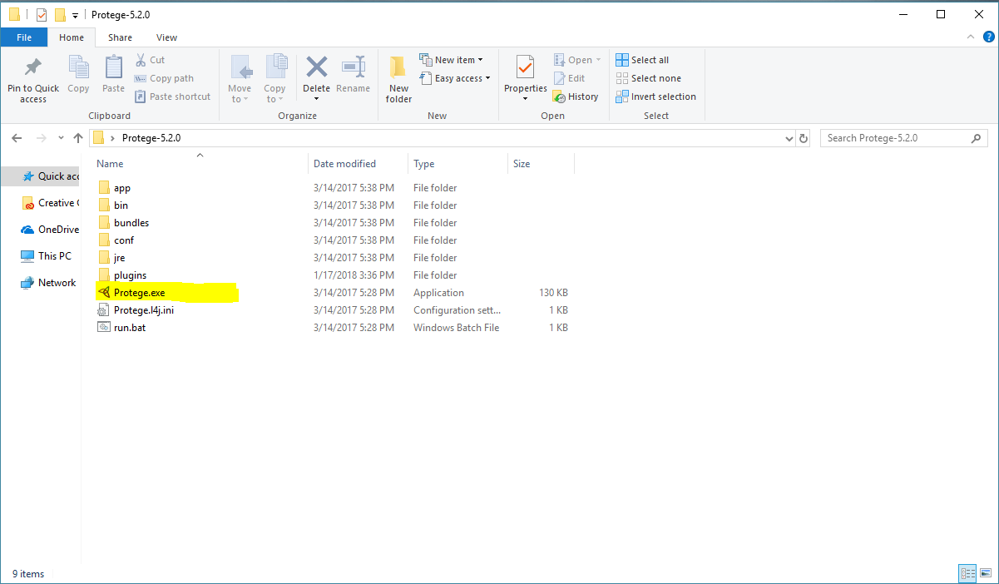 Protege-5.2.0
File Home Share View
Pin to Quick access
Copy
Paste
Cut
Copy path
Paste shortcut
Clipboard
Move to
Copy to
Delete
Rename
Organize
New folder
New item
Easy access
New
Properties
Open
Edit
History
Open
Select all
Select none
Invert selection
Select
Protege-5.2.0
Search Protege-5.2.0
Quick acc
Creative C
OneDrive
This PC
Network
Name Date modified Type Size
app 3/14/2017 5:38 PM File folder
bin 3/14/2017 5:38 PM File folder
bundles 3/14/2017 5:38 PM File folder
conf 3/14/2017 5:38 PM File folder
jre 3/14/2017 5:38 PM File folder
plugins 1/17/2018 3:36 PM File folder
Protege.exe 3/14/2017 5:28 PM Application 130 KB
Protege.l4j.ini 3/14/2017 5:28 PM Configuration sett... 1 KB
run.bat 3/14/2017 5:28 PM Windows Batch File 1 KB
9 items